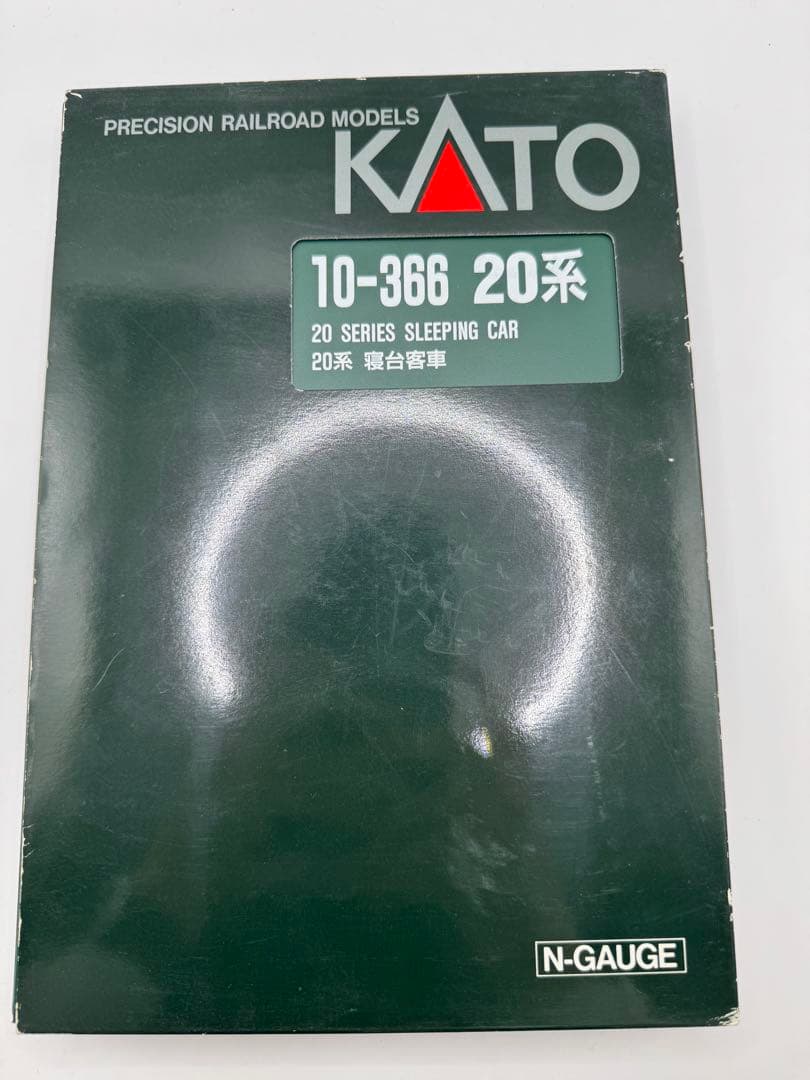 PRECISION RAILROAD MODELS
KATO
10-366 20系
20 SERIES SLEEPING CAR
20系 寝台客車
N-GAUGE